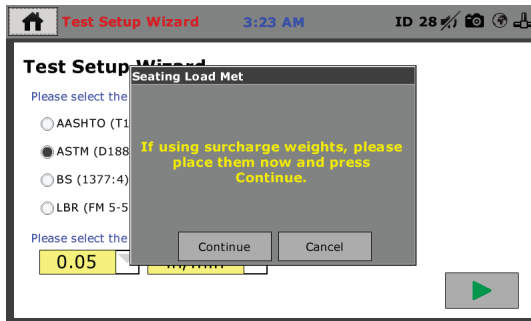 Test Setup Wizard 3:23 AM ID 28
Test Setup
Seating Load Met
Please select the
AASHTO (T1
ASTM (D188
BS (1377:4)
LBR (FM 5-5
If using surcharge weights, please
place them now and press
Continue.
Please select the
Continue Cancel
0.05